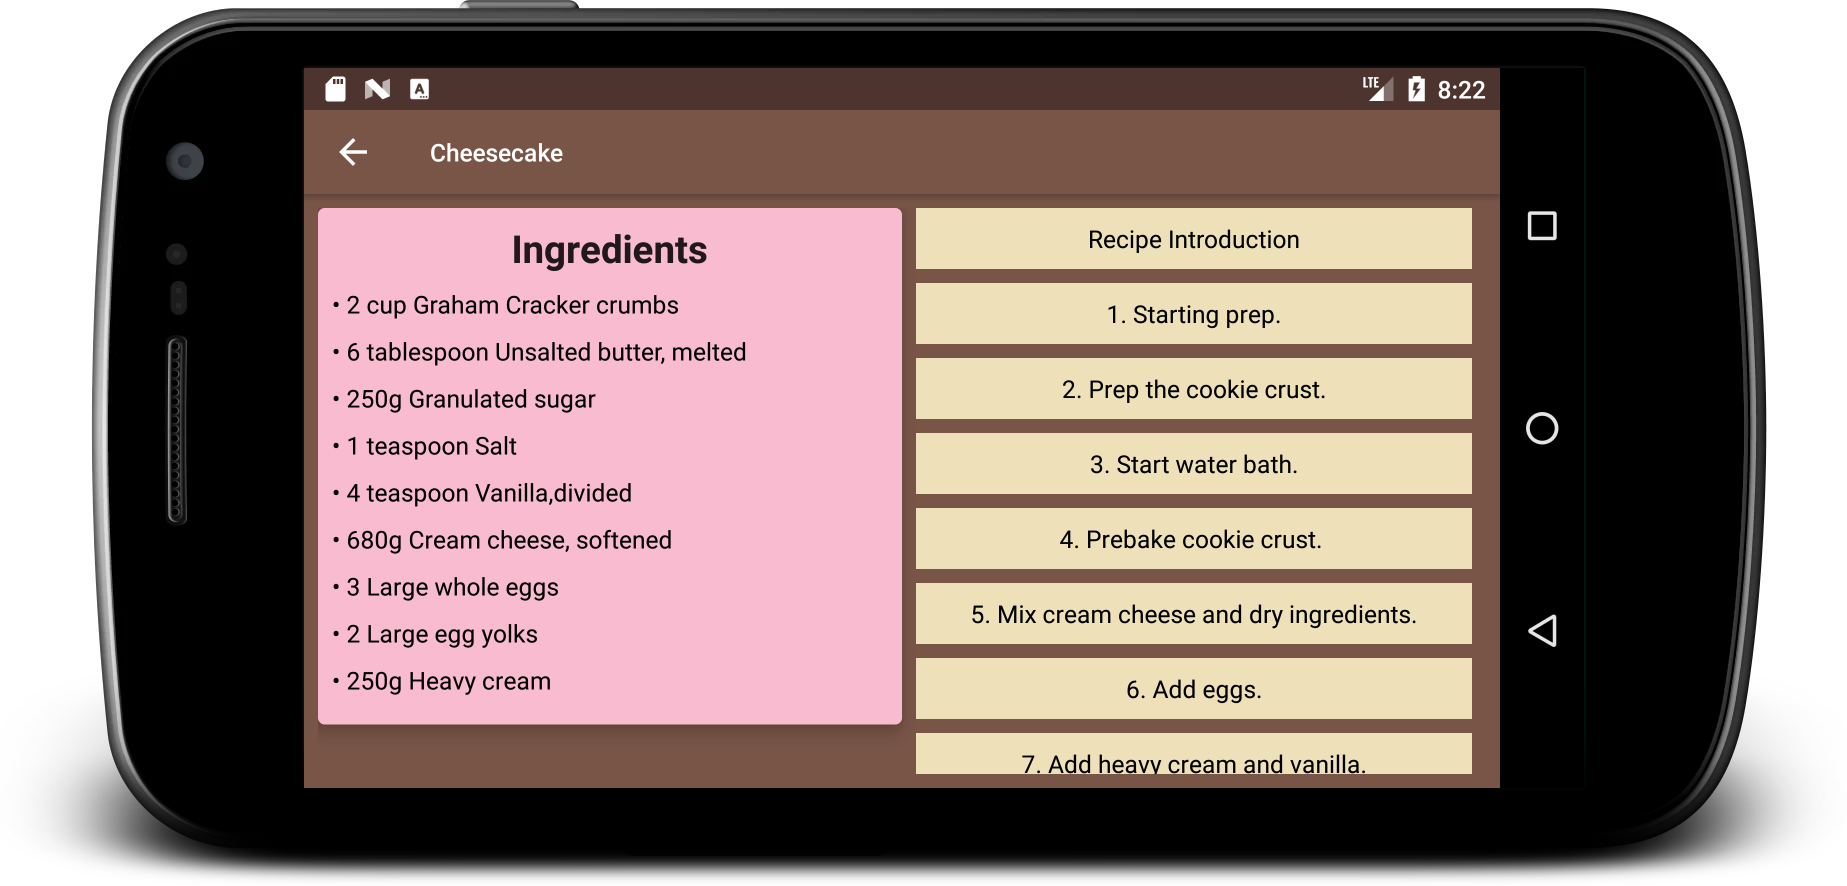 LTE 8:22
Cheesecake
Ingredients
• 2 cup Graham Cracker crumbs
• 6 tablespoon Unsalted butter, melted
• 250g Granulated sugar
• 1 teaspoon Salt
• 4 teaspoon Vanilla,divided
• 680g Cream cheese, softened
• 3 Large whole eggs
• 2 Large egg yolks
• 250g Heavy cream
Recipe Introduction
1. Starting prep.
2. Prep the cookie crust.
3. Start water bath.
4. Prebake cookie crust.
5. Mix cream cheese and dry ingredients.
6. Add eggs.
7. Add heavy cream and vanilla.